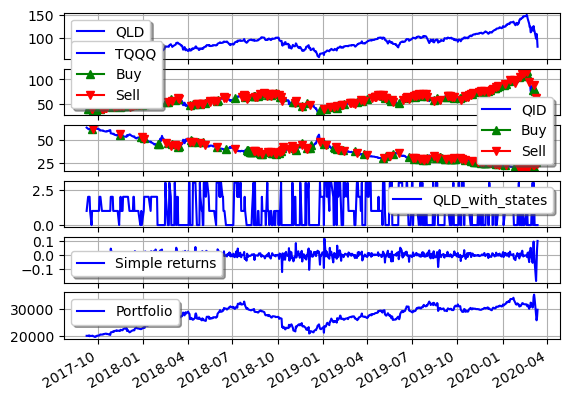 150
100
QLD
TQQQ
Buy
Sell
100
50
QID
Buy
Sell
50
25
2.5
0.0
QLD_with_states
0.1
0.0
−0.1
Simple returns
30000
20000
Portfolio
2017-10
2018-01
2018-04
2018-07
2018-10
2019-01
2019-04
2019-07
2019-10
2020-01
2020-04